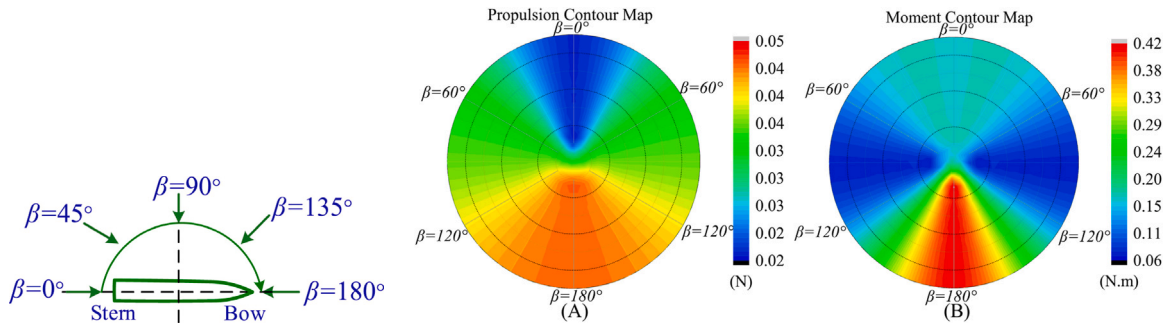 β=90°
β=45°
β=135°
β=0°
β=180°
Stern
Bow
Propulsion Contour Map
β=0°
β=60°
β=60°
β=120°
β=120°
β=180°
(A)
0.05
0.04
0.04
0.04
0.03
0.03
0.03
0.02
0.02
(N)
Moment Contour Map
β=0°
β=60°
β=60°
β=120°
β=120°
β=180°
(B)
0.42
0.38
0.33
0.29
0.24
0.20
0.15
0.11
0.06
(N.m)